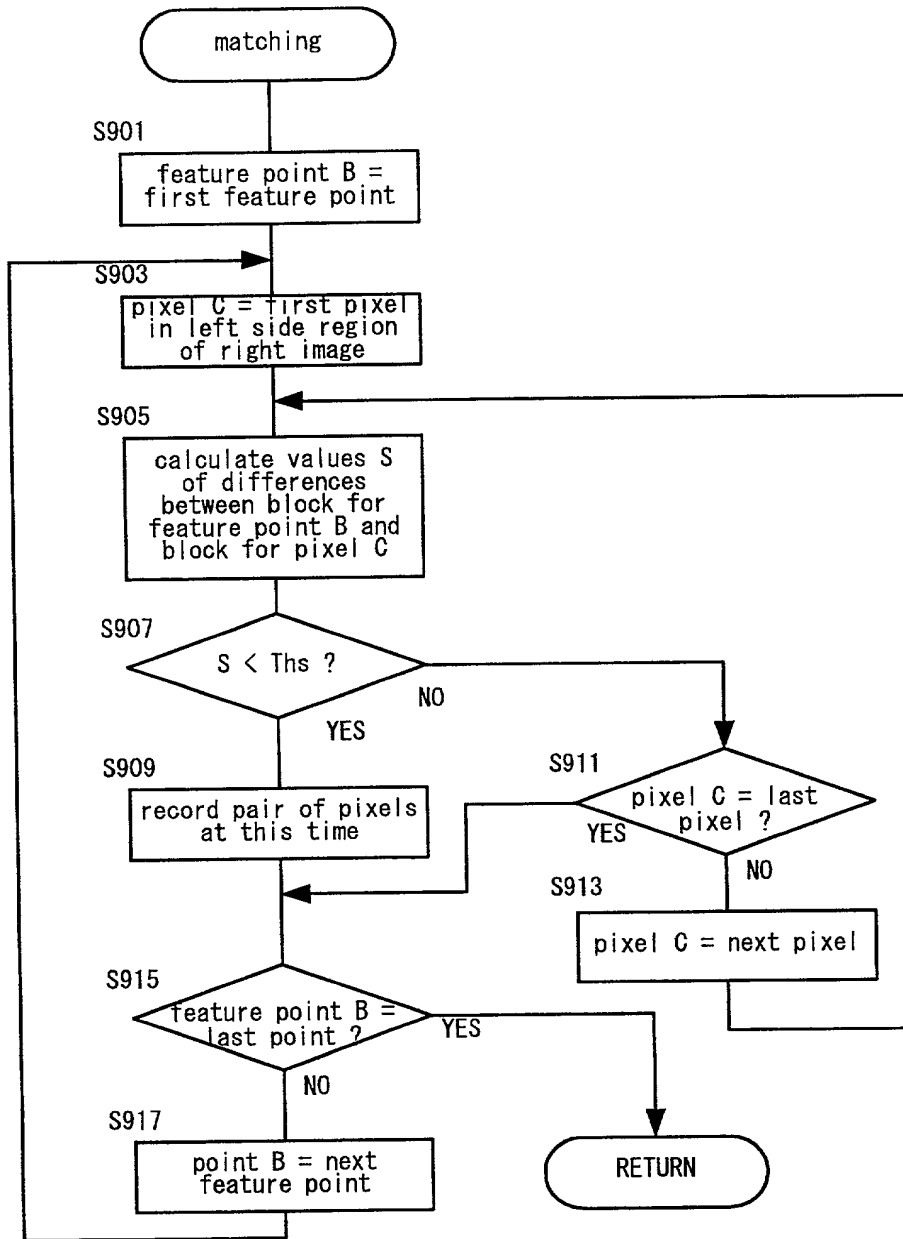 matching
S901
feature point B =
first feature point
S903
pixel C = first pixel
in left side region
of right image
S905
calculate values S
of differences
between block for
feature point B and
block for pixel C
S907
S < Ths ?
NO
YES
S909
record pair of pixels
at this time
S911
pixel C = last
pixel ?
YES
NO
S913
pixel C = next pixel
S915
feature point B =
last point ?
YES
NO
S917
point B = next
feature point
RETURN